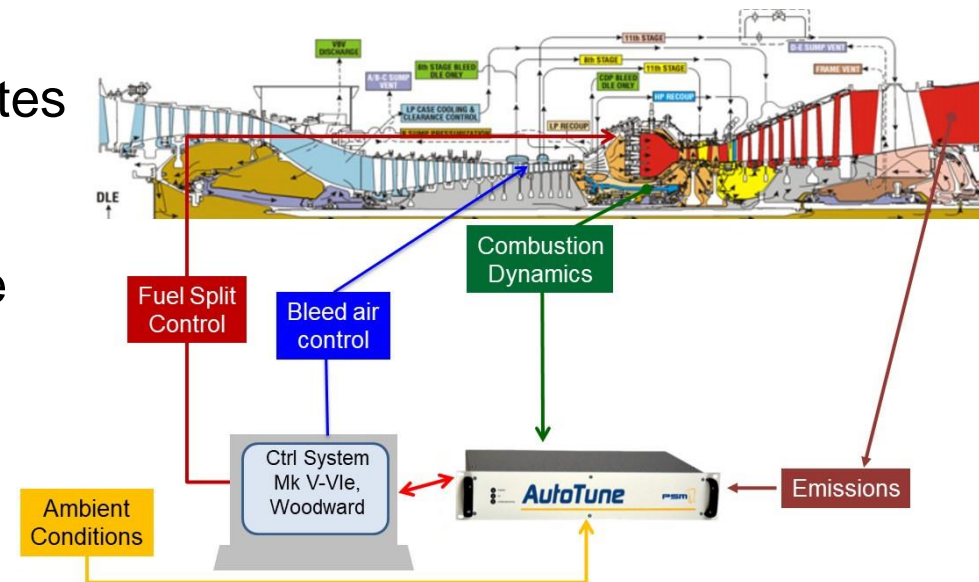 tes
e
VBV
DISCHARGE
8th STAGE BLEED
DLE ONLY
A/B-C SUMP
VENT
LP CASE COOLING &
CLEARANCE CONTROL
B SUMP PRESSURIZATION
11th STAGE
8th STAGE
11th STAGE
CDP BLEED
DLE ONLY
HP RECOUP
LP RECOUP
D-E SUMP VENT
FRAME VENT
DLE
Combustion
Dynamics
Fuel Split
Control
Bleed air
control
Ctrl System
Mk V-VIe,
Woodward
AutoTune
PSM
Emissions
Ambient
Conditions